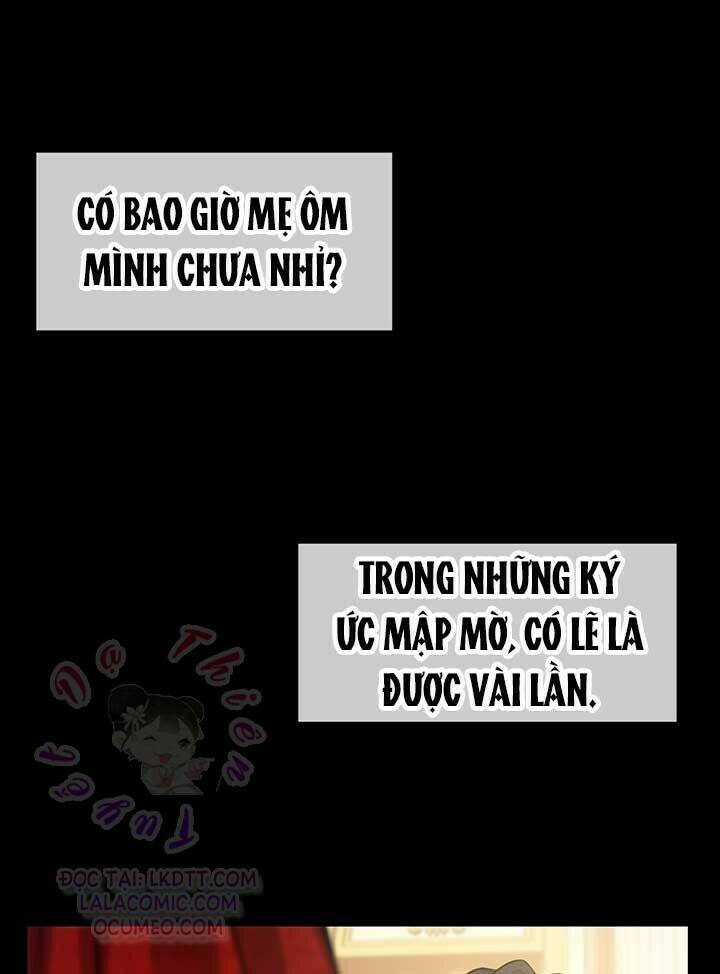 CÓ BAO GIỜ MẸ ÔM
MÌNH CHƯA NHỈ?
TRONG NHỮNG KÝ
ỨC MẬP MỜ, CÓ LẼ LÀ
ĐƯỢC VÀI LẦN.
Dạ Thiên
Tuyết
ĐỌC TẠI: LKDTT.COM
LALACOMIC.COM
OCUMEO.COM